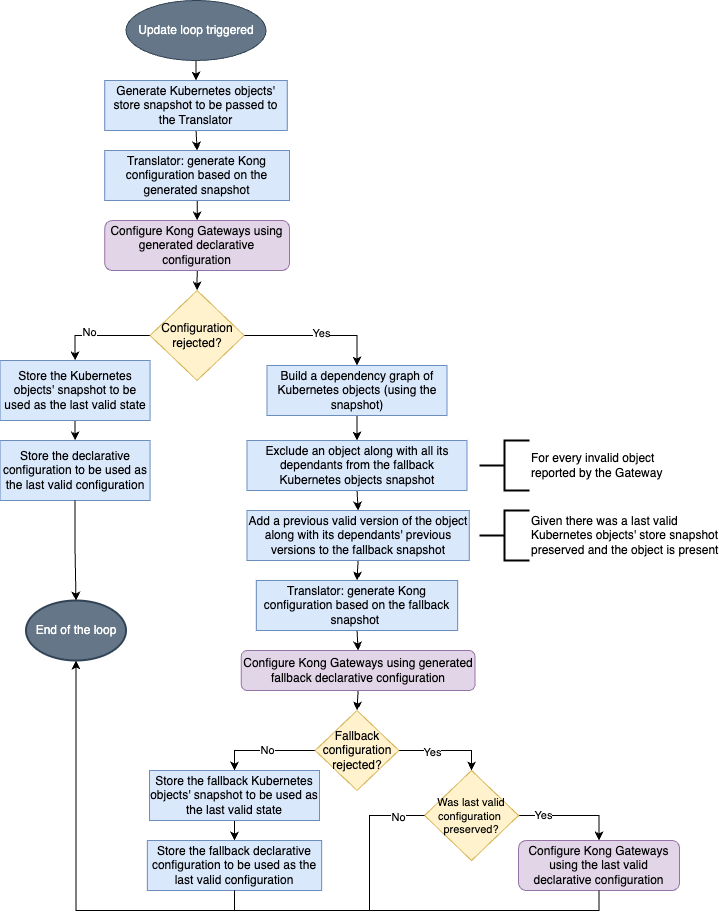 Update loop triggered
Generate Kubernetes objects'
store snapshot to be passed to
the Translator
Translator: generate Kong
configuration based on the
generated snapshot
Configure Kong Gateways using
generated declarative
configuration
Configuration
rejected?
No
Yes
Store the Kubernetes
objects' snapshot to be
used as the last valid state
Store the declarative
configuration to be used as
the last valid configuration
Build a dependency graph of
Kubernetes objects (using the
snapshot)
Exclude an object along with all its
dependants from the fallback
Kubernetes objects snapshot
For every invalid object
reported by the Gateway
Add a previous valid version of the object
along with its dependants' previous
versions to the fallback snapshot
Given there was a last valid
Kubernetes objects' store snapshot
preserved and the object is present
Translator: generate Kong
configuration based on the fallback
snapshot
End of the loop
Configure Kong Gateways using generated
fallback declarative configuration
Fallback
configuration
rejected?
No
Yes
Store the fallback Kubernetes
objects' snapshot to be used as
the last valid state
Store the fallback declarative
configuration to be used as the
last valid configuration
Was last valid
configuration
preserved?
No
Yes
Configure Kong Gateways
using the last valid
declarative configuration